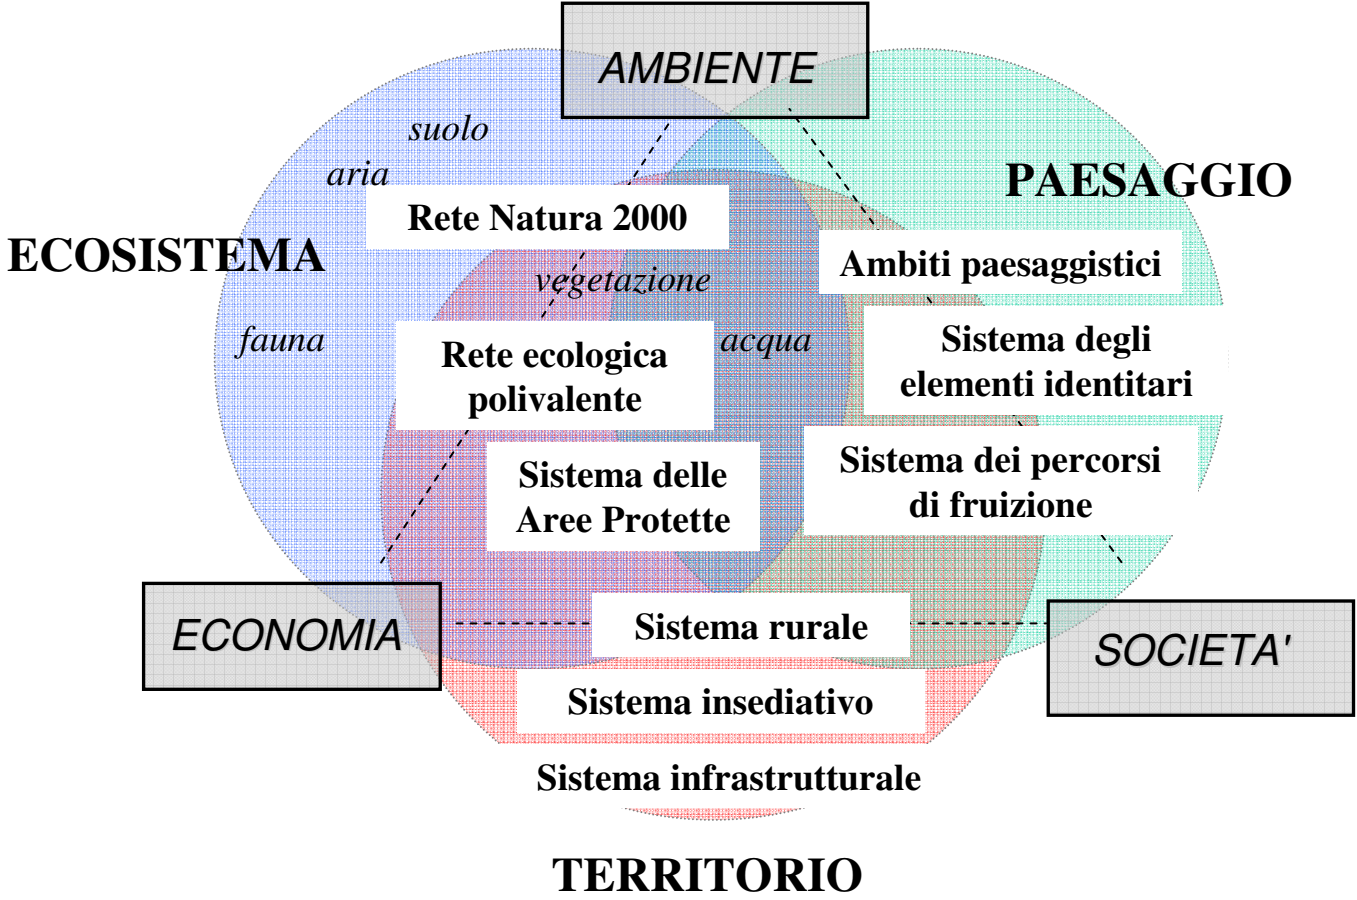 AMBIENTE
suolo
aria
PAESAGGIO
Rete Natura 2000
ECOSISTEMA
Ambiti paesaggistici
vegetazione
fauna
acqua
Rete ecologica
polivalente
Sistema degli
elementi identitari
Sistema delle
Aree Protette
Sistema dei percorsi
di fruizione
ECONOMIA
Sistema rurale
SOCIETA'
Sistema insediativo
Sistema infrastrutturale
TERRITORIO